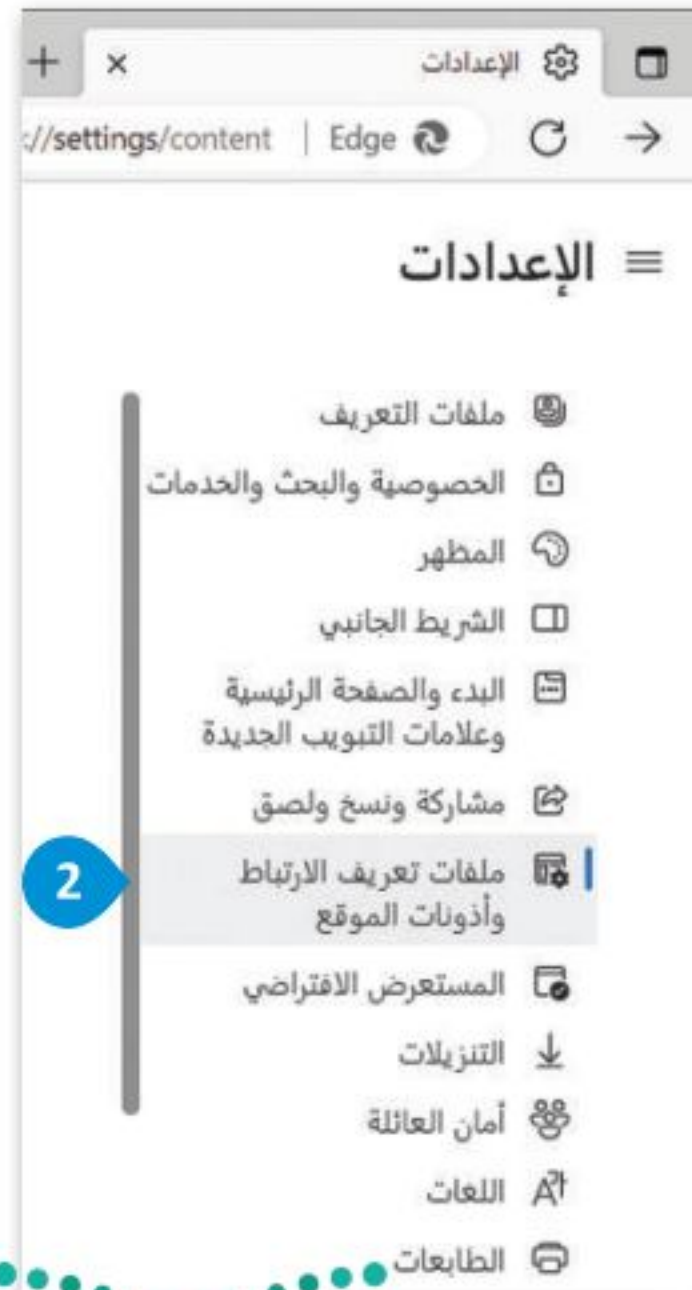 الإعدادات
://settings/content | Edge
الإعدادات
ملفات التعريف
الخصوصية والبحث والخدمات
المظهر
الشريط الجانبي
البدء والصفحة الرئيسية
وعلامات التبويب الجديدة
مشاركة ونسخ ولصق
2
ملفات تعريف الارتباط
وأذونات الموقع
المستعرض الافتراضي
التنزيلات
أمان العائلة
اللغات
الطابعات